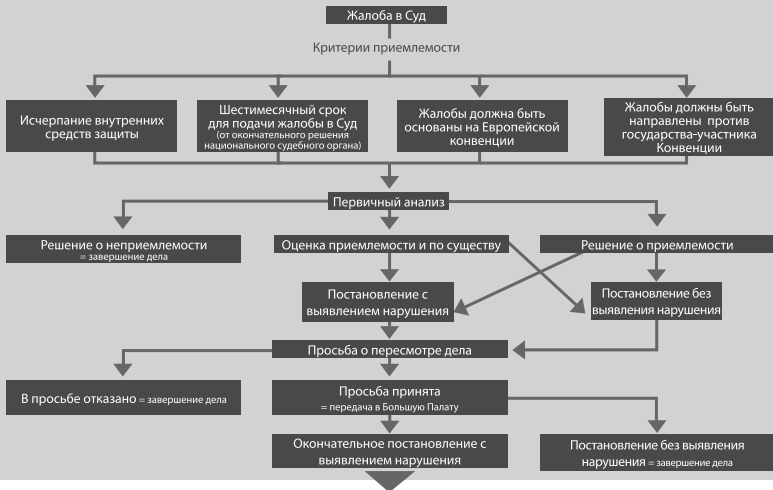 Жалоба в Суд
Критерии приемлемости
Исчерпание внутренних
средств защиты
Шестимесячный срок
для подачи жалобы в Суд
(от окончательного решения
национального судебного органа)
Жалобы должна быть
основаны на Европейской
конвенции
Жалобы должны быть
направлены против
государства-участника
Конвенции
Первичный анализ
Решение о неприемлемости
= завершение дела
Оценка приемлемости и по существу
Решение о приемлемости
Постановление с
выявлением нарушения
Постановление без
выявления нарушения
Просьба о пересмотре дела
В просьбе отказано = завершение дела
Просьба принята
= передача в Большую Палату
Окончательное постановление с
выявлением нарушения
Постановление без выявления
нарушения = завершение дела